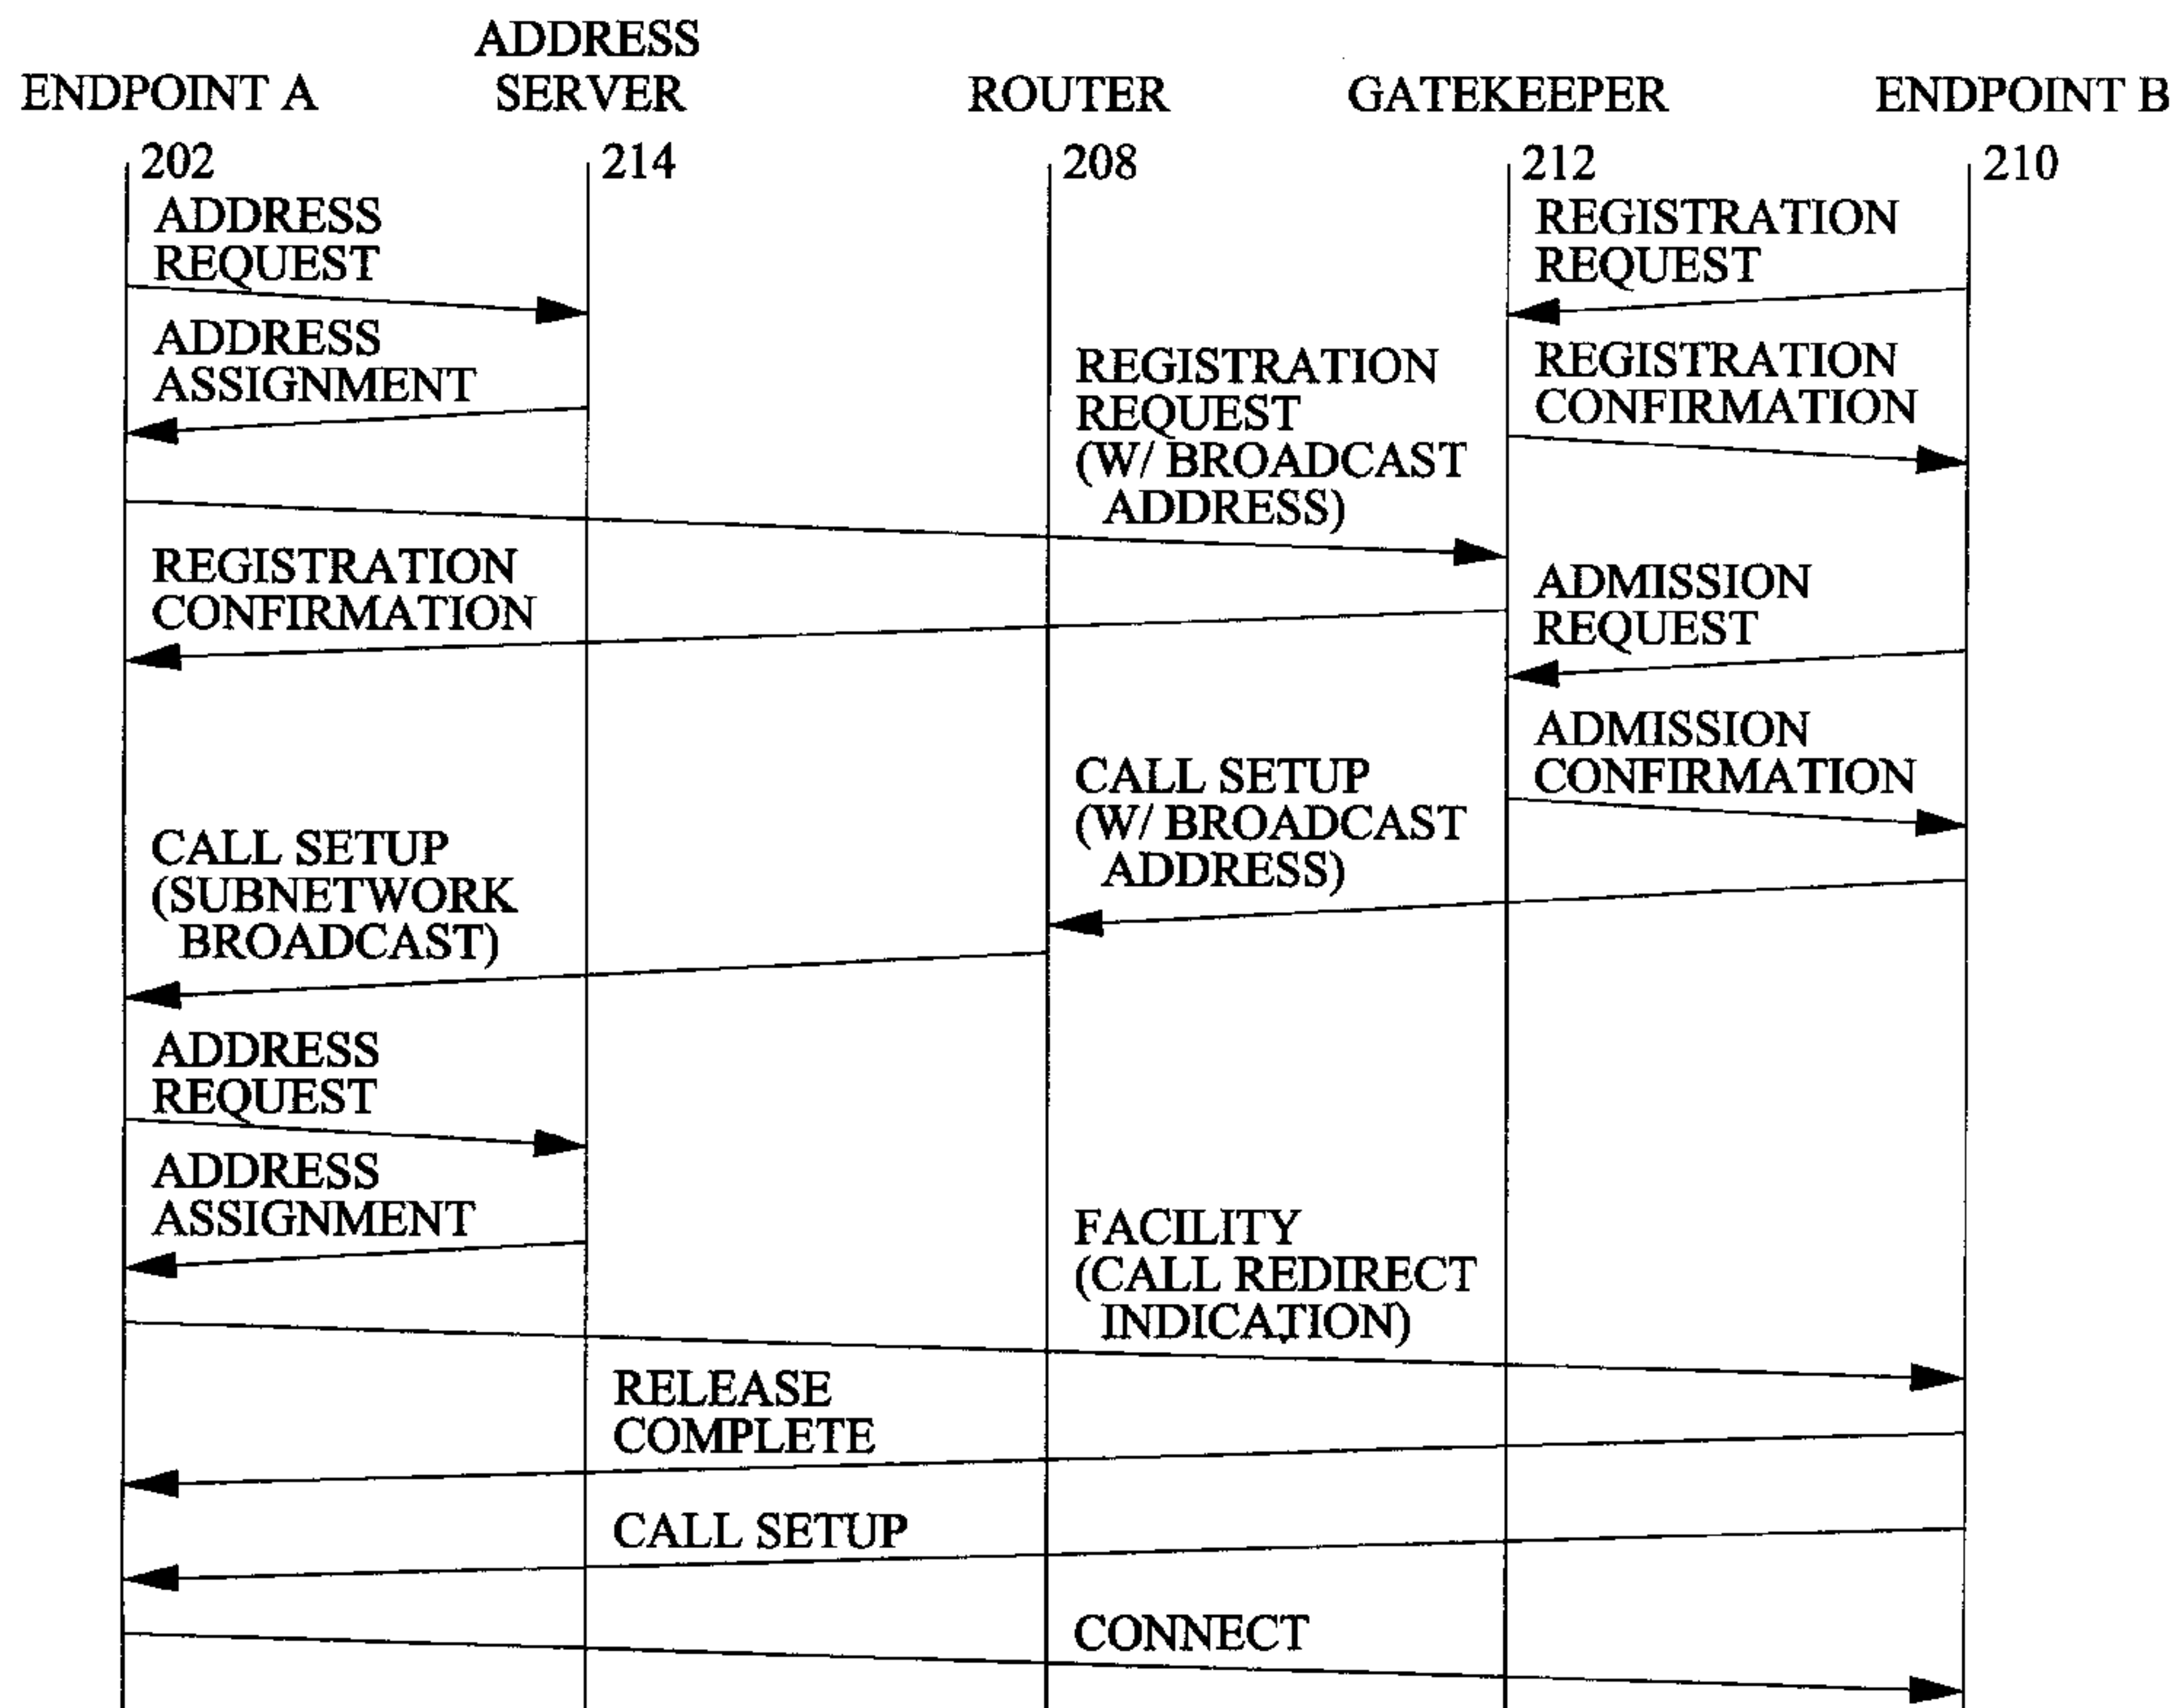 ENDPOINT A
ADDRESS
SERVER
ROUTER
GATEKEEPER
ENDPOINT B
202
214
208
212
210
ADDRESS
REQUEST
REGISTRATION
REQUEST
ADDRESS
ASSIGNMENT
REGISTRATION
REQUEST
(W/ BROADCAST
ADDRESS)
REGISTRATION
CONFIRMATION
REGISTRATION
CONFIRMATION
ADMISSION
REQUEST
ADMISSION
CONFIRMATION
CALL SETUP
(W/ BROADCAST
ADDRESS)
CALL SETUP
(SUBNETWORK
BROADCAST)
ADDRESS
REQUEST
ADDRESS
ASSIGNMENT
FACILITY
(CALL REDIRECT
INDICATION)
RELEASE
COMPLETE
CALL SETUP
CONNECT